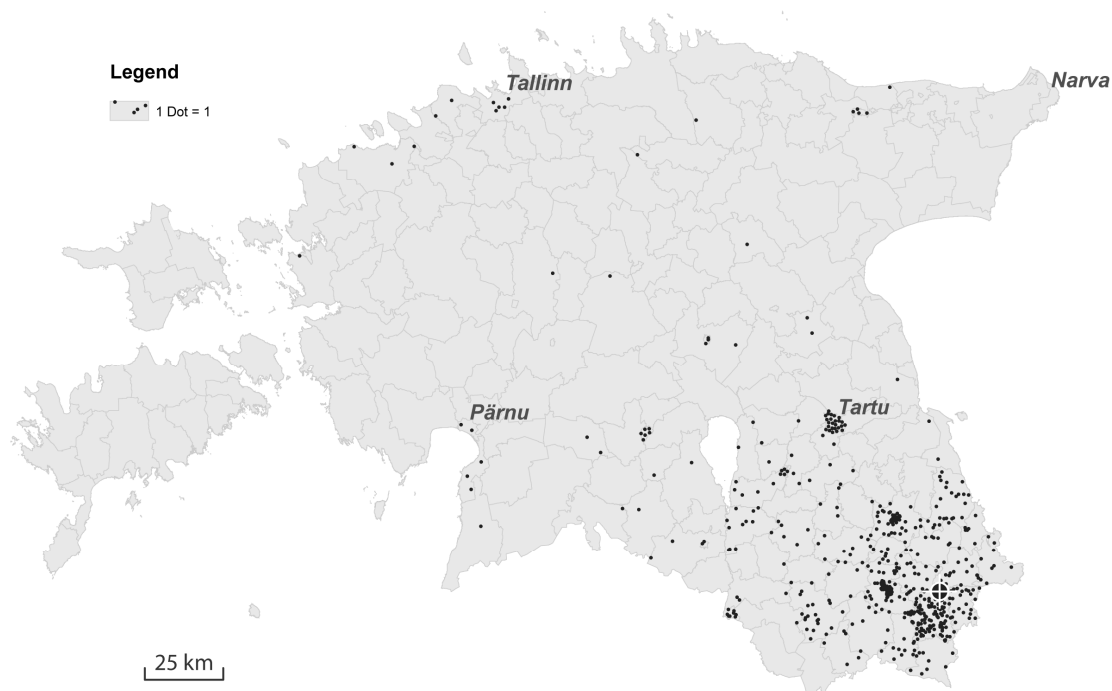 Legend
1 Dot = 1
Tallinn
Narva
Pärnu
Tartu
25 km